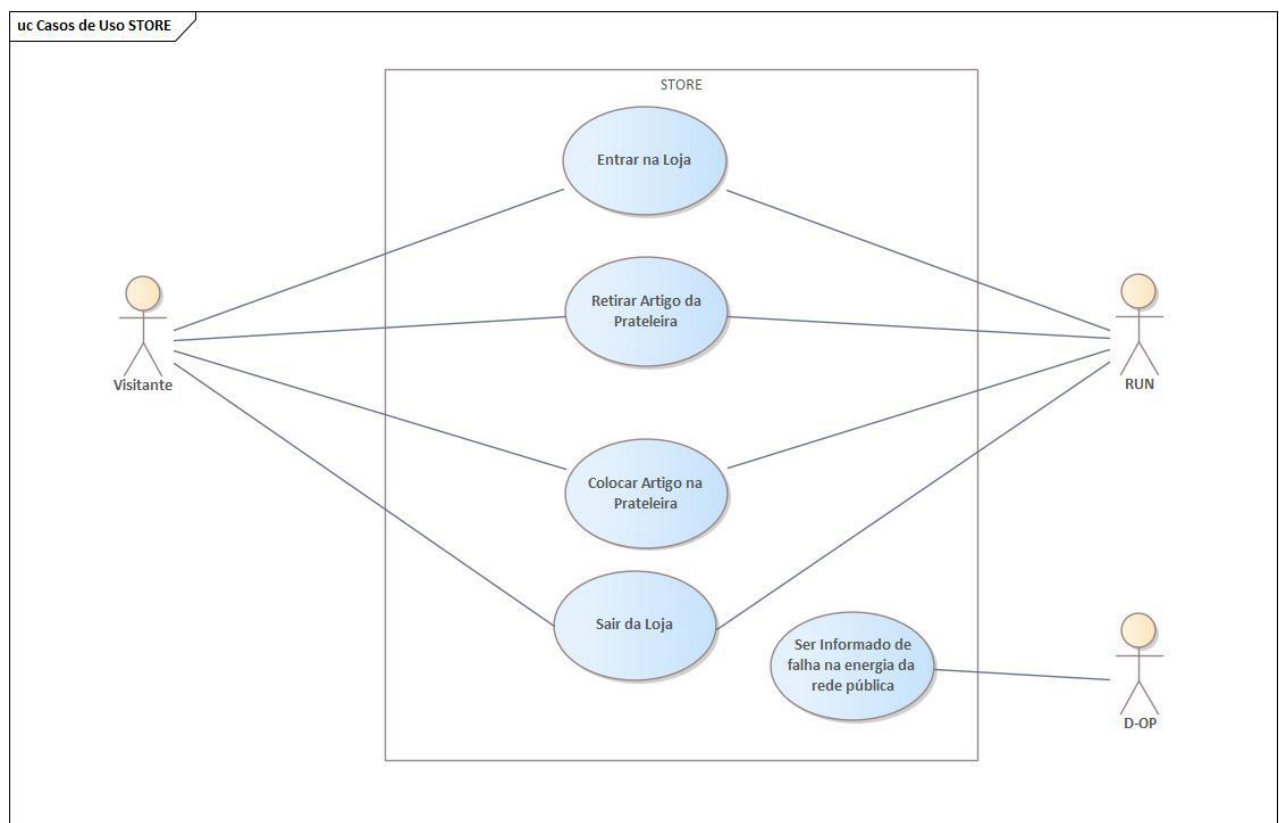 uc Casos de Uso STORE
STORE
Entrar na Loja
Retirar Artigo da
Prateleira
Visitante
RUN
Colocar Artigo na
Prateleira
Sair da Loja
Ser Informado de
falha na energia da
rede pública
D-OP